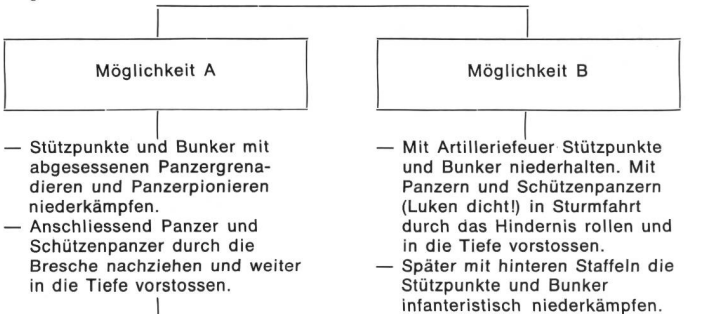 Möglichkeit A
— Stützpunkte und Bunker mit
abgesessenen Panzergrena-
dieren und Panzerpionieren
niederkämpfen.
— Anschliessend Panzer und
Schützenpanzer durch die
Bresche nachziehen und weiter
in die Tiefe vorstossen.
Möglichkeit B
— Mit Artilleriefeuer Stützpunkte
und Bunker niederhalten. Mit
Panzern und Schützenpanzern
(Luken dicht!) in Sturmfahrt
durch das Hindernis rollen und
in die Tiefe vorstossen.
— Später mit hinteren Staffeln die
Stützpunkte und Bunker
infanteristisch niederkämpfen.